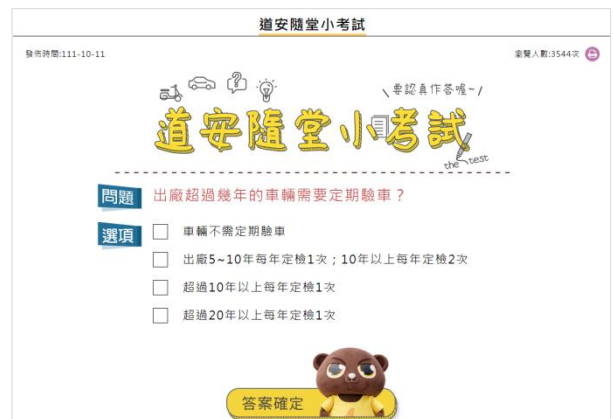 道安隨堂小考試
發佈時間:111-10-11
瀏覽人數:3544次
要認真作答喔~
道安隨堂小考試
the test
問題 出廠超過幾年的車輛需要定期驗車?
選項 車輛不需定期驗車
出廠5~10年每年定檢1次;10年以上每年定檢2次
超過10年以上每年定檢1次
超過20年以上每年定檢1次
答案確定